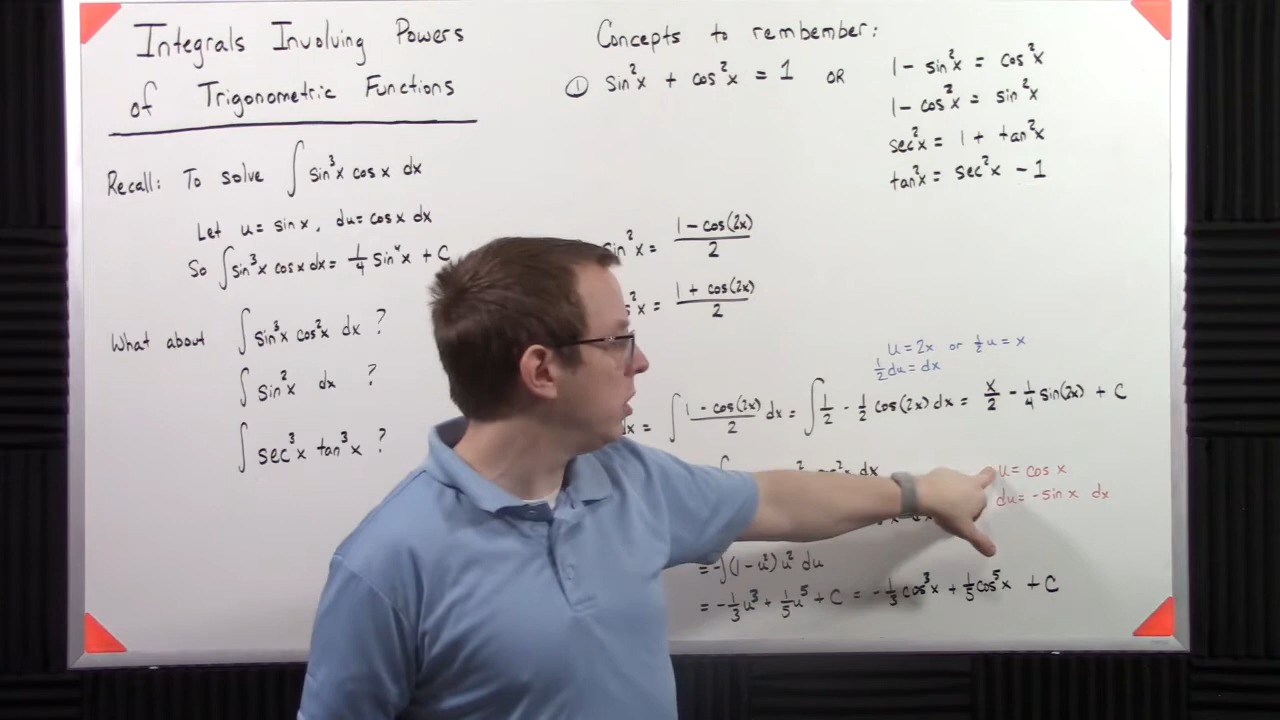 Integrals Involving Powers
of Trigonometric Functions
Recall: To solve ∫ sin³x cos x dx
Let u = sin x, du = cos x dx
So ∫ sin³x cos x dx = 1/4 sin⁴x + C
What about ∫ sin³x cos²x dx ?
∫ sin²x dx ?
∫ sec³x tan³x ?
Concepts to rembember:
① sin²x + cos²x = 1 OR
1 - sin²x = cos²x
1 - cos²x = sin²x
sec²x = 1 + tan²x
tan²x = sec²x - 1
sin²x = (1 - cos(2x))/2
²x = (1 + cos(2x))/2
u = 2x or 1/2 u = x
1/2 du = dx
dx = ∫ (1 - cos(2x))/2 dx = ∫ 1/2 - 1/2 cos(2x) dx = x/2 - 1/4 sin(2x) + C
dx
u = cos x
du = -sin x dx
= -∫(1 - u²) u² du
= -1/3 u³ + 1/5 u⁵ + C = -1/3 cos³x + 1/5 cos⁵x + C